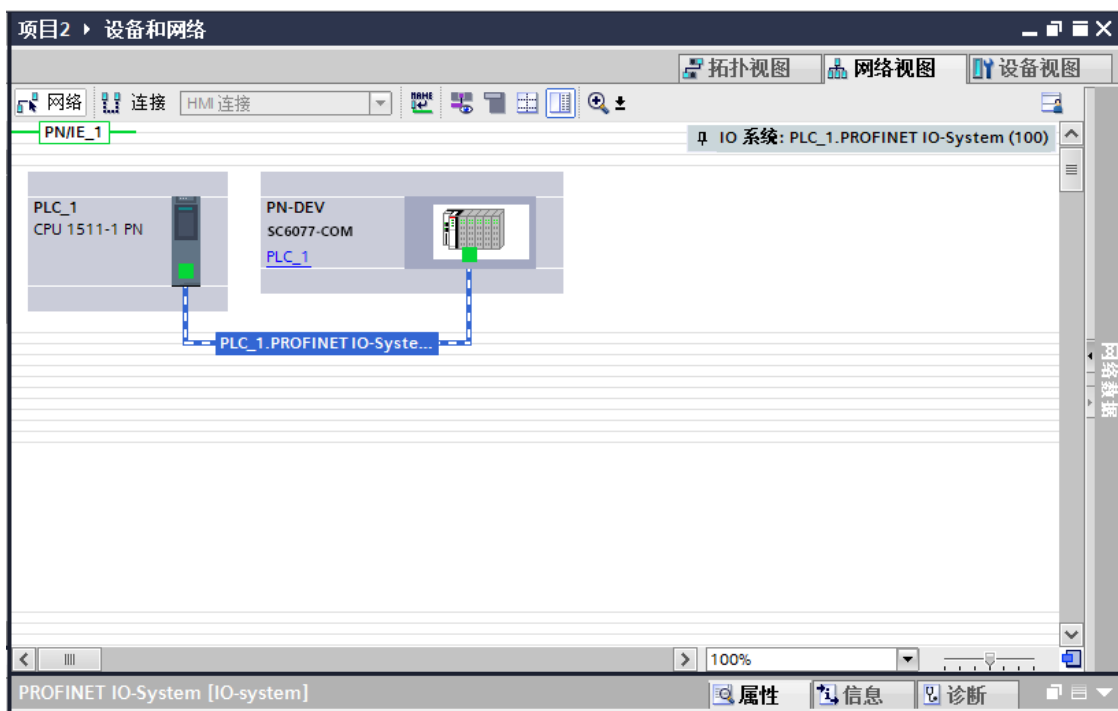 项目2 ▸ 设备和网络
拓扑视图 网络视图 设备视图
网络 连接 HMI 连接
PN/IE_1
IO 系统: PLC_1.PROFINET IO-System (100)
PLC_1
CPU 1511-1 PN
PN-DEV
SC6077-COM
PLC_1
PLC_1.PROFINET IO-Syste...
网络数据
100%
PROFINET IO-System [IO-system]
属性 信息 诊断